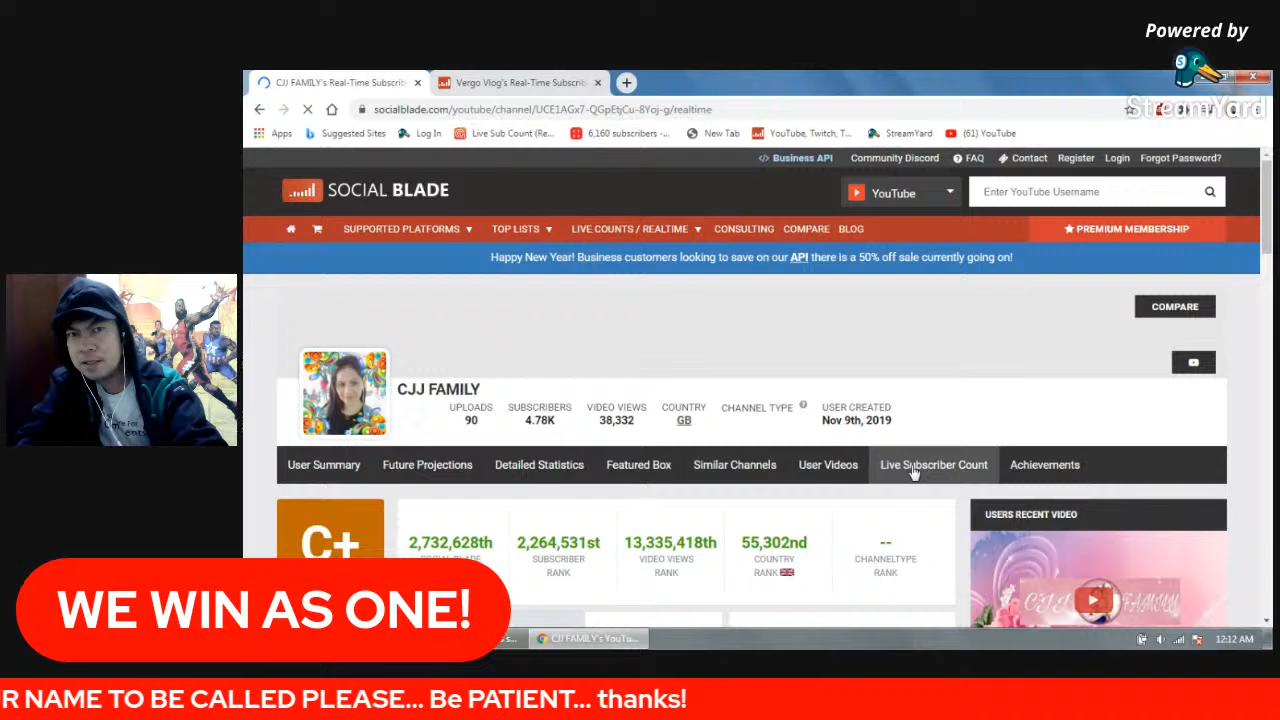 Powered by
StreamYard
CJJ FAMILY's Real-Time Subscrib
Vergo Vlog's Real-Time Subscrib
socialblade.com/youtube/channel/UCE1AGx7-QGpEtjCu-8Yoj-g/realtime
Apps Suggested Sites Log In Live Sub Count (Re... 6,160 subscribers -... New Tab YouTube, Twitch, T... StreamYard (61) YouTube
Business API Community Discord FAQ Contact Register Login Forgot Password?
SOCIAL BLADE
YouTube
Enter YouTube Username
SUPPORTED PLATFORMS TOP LISTS LIVE COUNTS / REALTIME CONSULTING COMPARE BLOG PREMIUM MEMBERSHIP
Happy New Year! Business customers looking to save on our API there is a 50% off sale currently going on!
COMPARE
CJJ FAMILY
UPLOADS SUBSCRIBERS VIDEO VIEWS COUNTRY CHANNEL TYPE USER CREATED
90 4.78K 38,332 GB Nov 9th, 2019
User Summary Future Projections Detailed Statistics Featured Box Similar Channels User Videos Live Subscriber Count Achievements
C+
2,732,628th 2,264,531st 13,335,418th 55,302nd --
SUBSCRIBER VIDEO VIEWS COUNTRY CHANNELTYPE
RANK RANK RANK RANK
USERS RECENT VIDEO
CJJ FAMILY
WE WIN AS ONE!
CJJ FAMILY's YouTu...
12:12 AM
R NAME TO BE CALLED PLEASE... Be PATIENT... thanks!